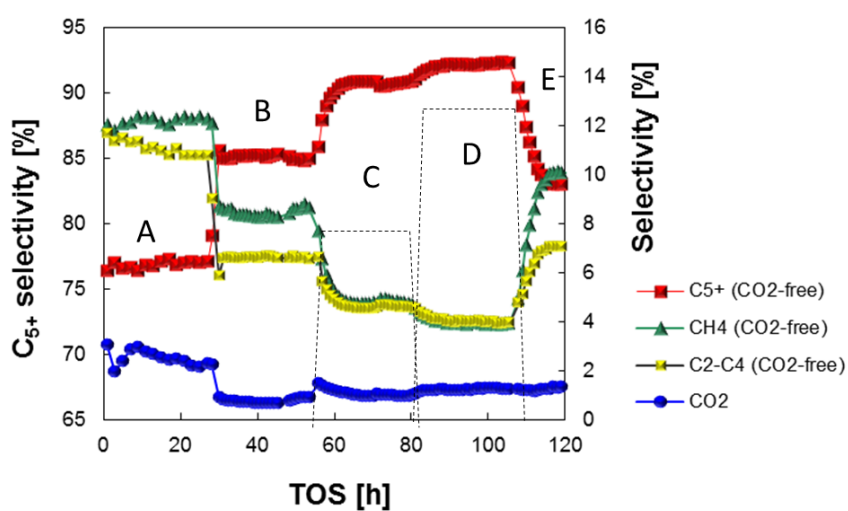 95
90
85
80
75
70
65
C5+ selectivity [%]
16
14
12
10
8
6
4
2
0
Selectivity [%]
A
B
C
D
E
0
20
40
60
80
100
120
TOS [h]
C5+ (CO2-free)
CH4 (CO2-free)
C2-C4 (CO2-free)
CO2